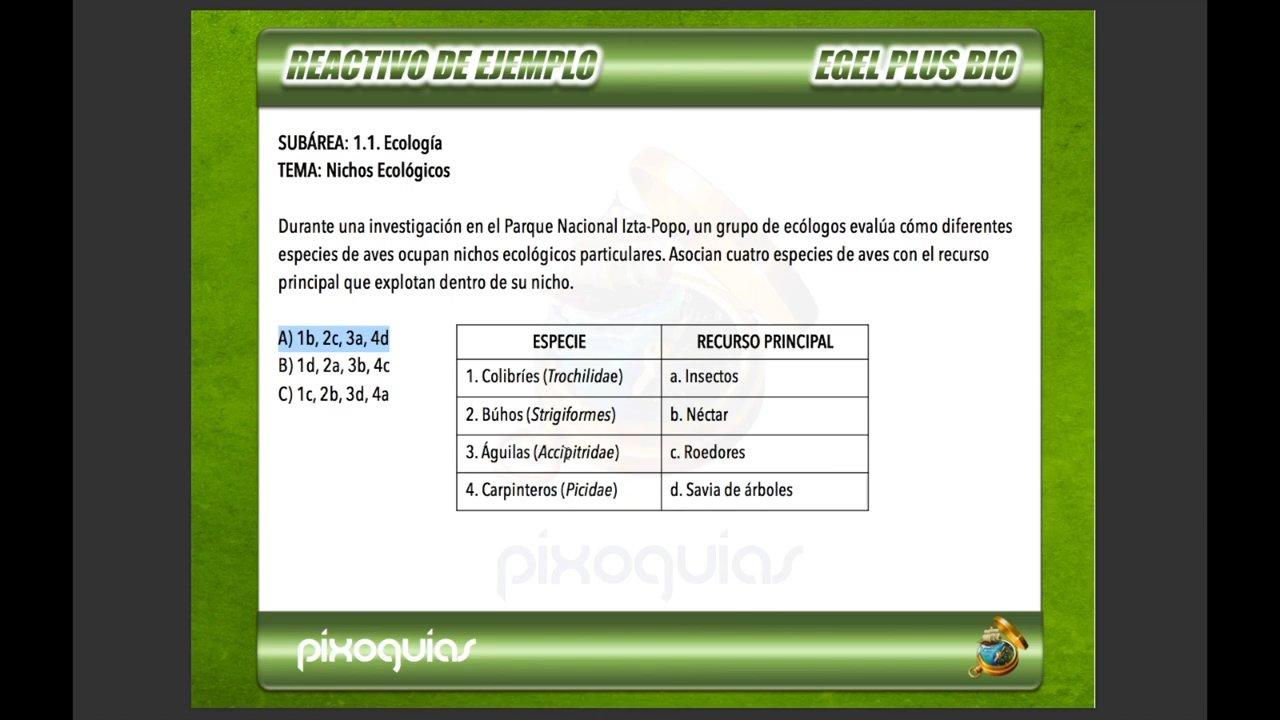 REACTIVO DE EJEMPLO
EGEL PLUS BIO
SUBÁREA: 1.1. Ecología
TEMA: Nichos Ecológicos
Durante una investigación en el Parque Nacional Izta-Popo, un grupo de ecólogos evalúa cómo diferentes
especies de aves ocupan nichos ecológicos particulares. Asocian cuatro especies de aves con el recurso
principal que explotan dentro de su nicho.
A) 1b, 2c, 3a, 4d
B) 1d, 2a, 3b, 4c
C) 1c, 2b, 3d, 4a
ESPECIE
RECURSO PRINCIPAL
1. Colibríes (Trochilidae)
a. Insectos
2. Búhos (Strigiformes)
b. Néctar
3. Águilas (Accipitridae)
c. Roedores
4. Carpinteros (Picidae)
d. Savia de árboles
pixoguias
pixoguias